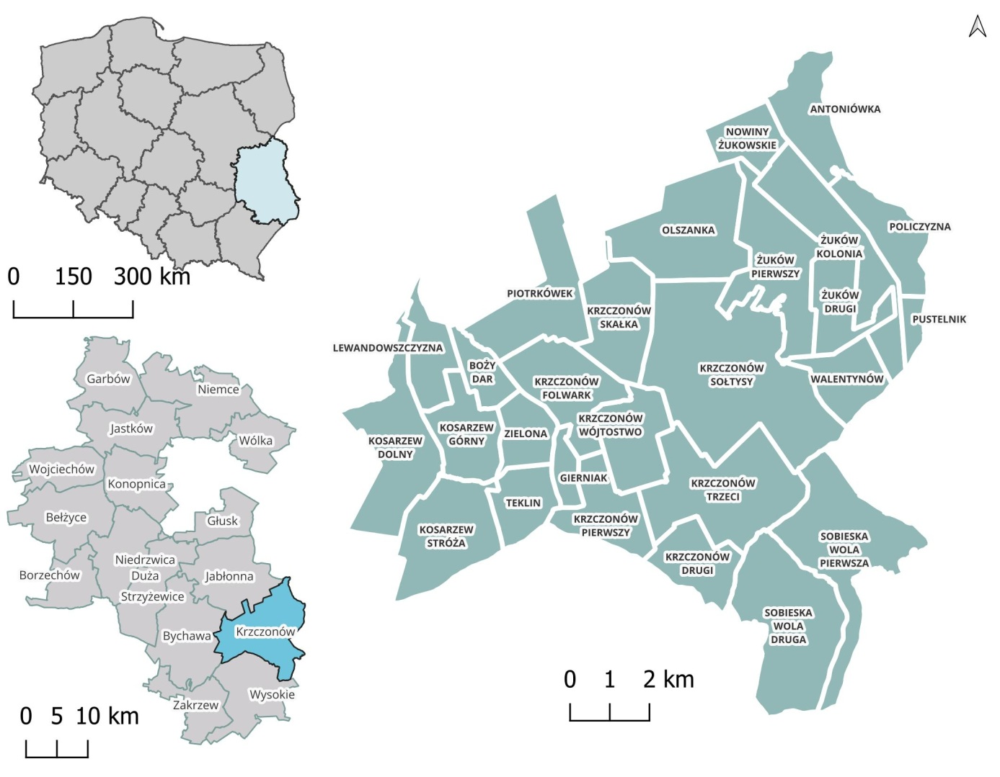 0 150 300 km
Garbów
Niemce
Jastków
Wólka
Wojciechów
Konopnica
Bełżyce
Głusk
Niedrzwica
Duża
Borzechów
Jabłonna
Strzyżewice
Bychawa
Krzczonów
Wysokie
Zakrzew
0 5 10 km
ANTONIÓWKA
NOWINY
ŻUKOWSKIE
OLSZANKA
POLICZYZNA
ŻUKÓW
KOLONIA
ŻUKÓW
PIERWSZY
PIOTRKÓWEK
ŻUKÓW
DRUGI
KRZCZONÓW
SKAŁKA
PUSTELNIK
LEWANDOWSZCZYZNA
BOŻY
DAR
KRZCZONÓW
SOŁTYSY
WALENTYNÓW
KRZCZONÓW
FOLWARK
KRZCZONÓW
WÓJTOSTWO
KOSARZEW
GÓRNY
ZIELONA
KOSARZEW
DOLNY
GIERNIAK
KRZCZONÓW
TRZECI
TEKLIN
KRZCZONÓW
PIERWSZY
KOSARZEW
STRÓŻA
SOBIESKA
WOLA
PIERWSZA
KRZCZONÓW
DRUGI
SOBIESKA
WOLA
DRUGA
0 1 2 km